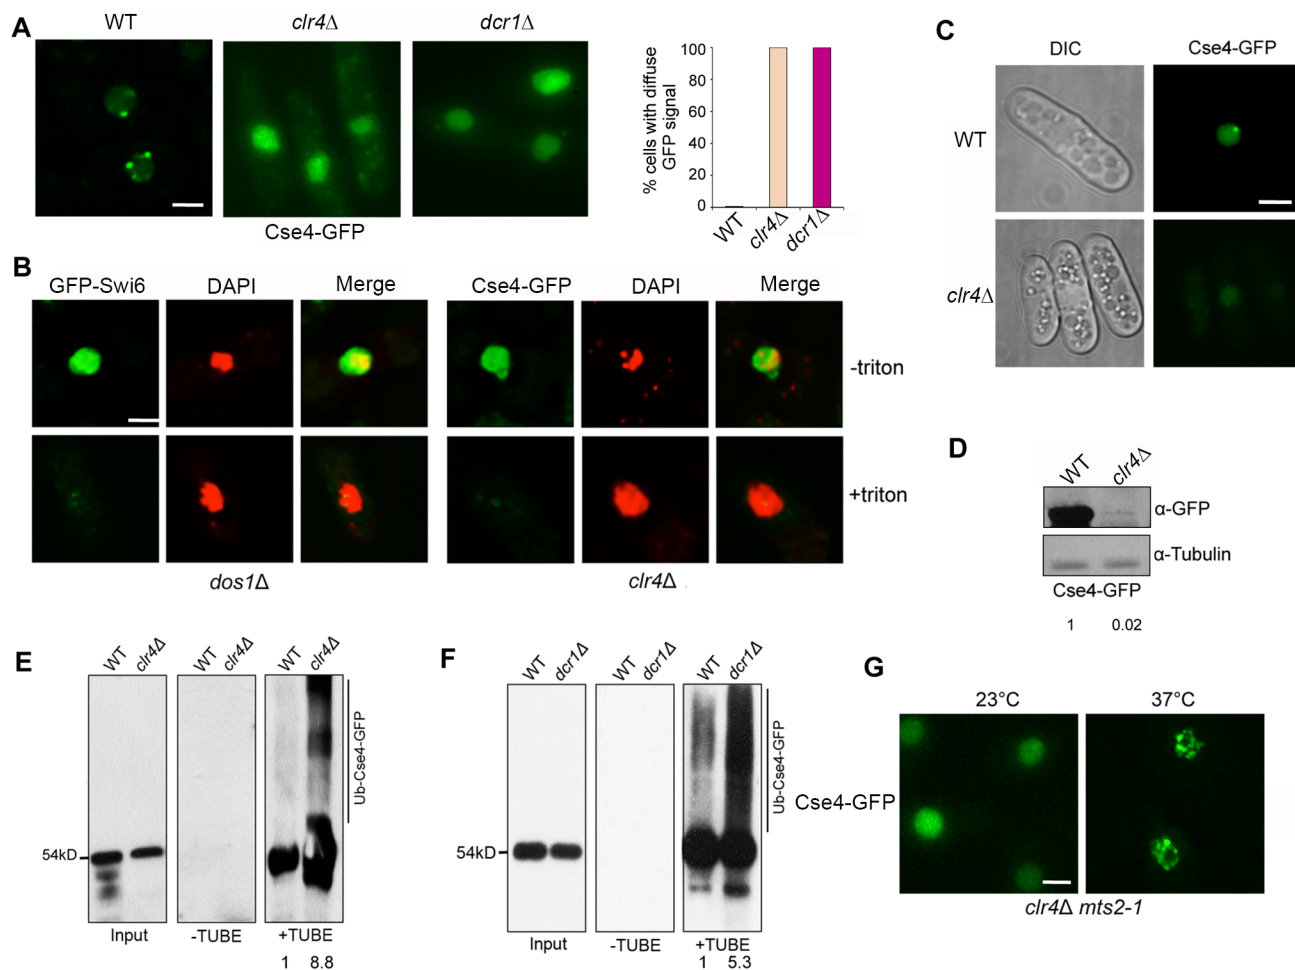 A
WT
clr4Δ
dcr1Δ
Cse4-GFP
% cells with diffuse
GFP signal
100
80
60
40
20
0
WT
clr4Δ
dcr1Δ
B
GFP-Swi6
DAPI
Merge
Cse4-GFP
DAPI
Merge
-triton
+triton
dos1Δ
clr4Δ
C
DIC
Cse4-GFP
WT
clr4Δ
D
WT
clr4Δ
α-GFP
α-Tubulin
Cse4-GFP
1
0.02
E
WT
clr4Δ
WT
clr4Δ
WT
clr4Δ
54kD
Ub-Cse4-GFP
Input
-TUBE
+TUBE
1
8.8
F
WT
dcr1Δ
WT
dcr1Δ
WT
dcr1Δ
54kD
Ub-Cse4-GFP
Input
-TUBE
+TUBE
1
5.3
G
23°C
37°C
Cse4-GFP
clr4Δ mts2-1